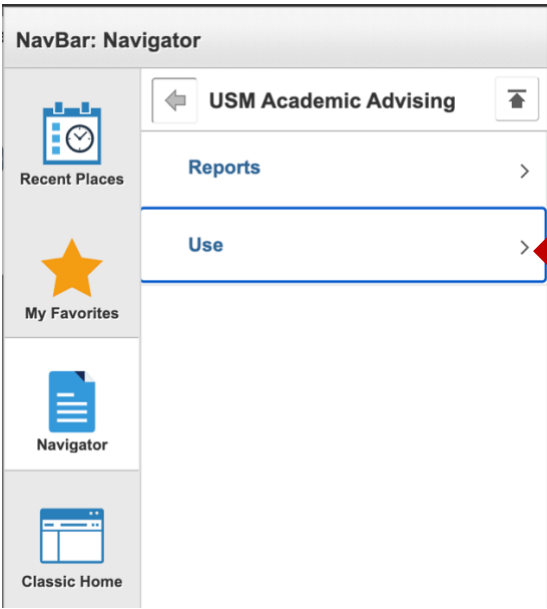 NavBar: Navigator
Recent Places
My Favorites
Navigator
Classic Home
USM Academic Advising
Reports
Use